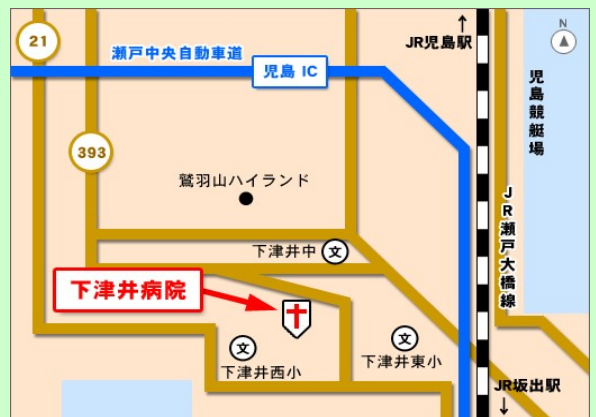 21
瀬戸中央自動車道
児島 IC
↑
JR児島駅
N
児島競艇場
393
鷲羽山ハイランド
下津井中
文
JR瀬戸大橋線
下津井病院
文
下津井西小
文
下津井東小
JR坂出駅
↓